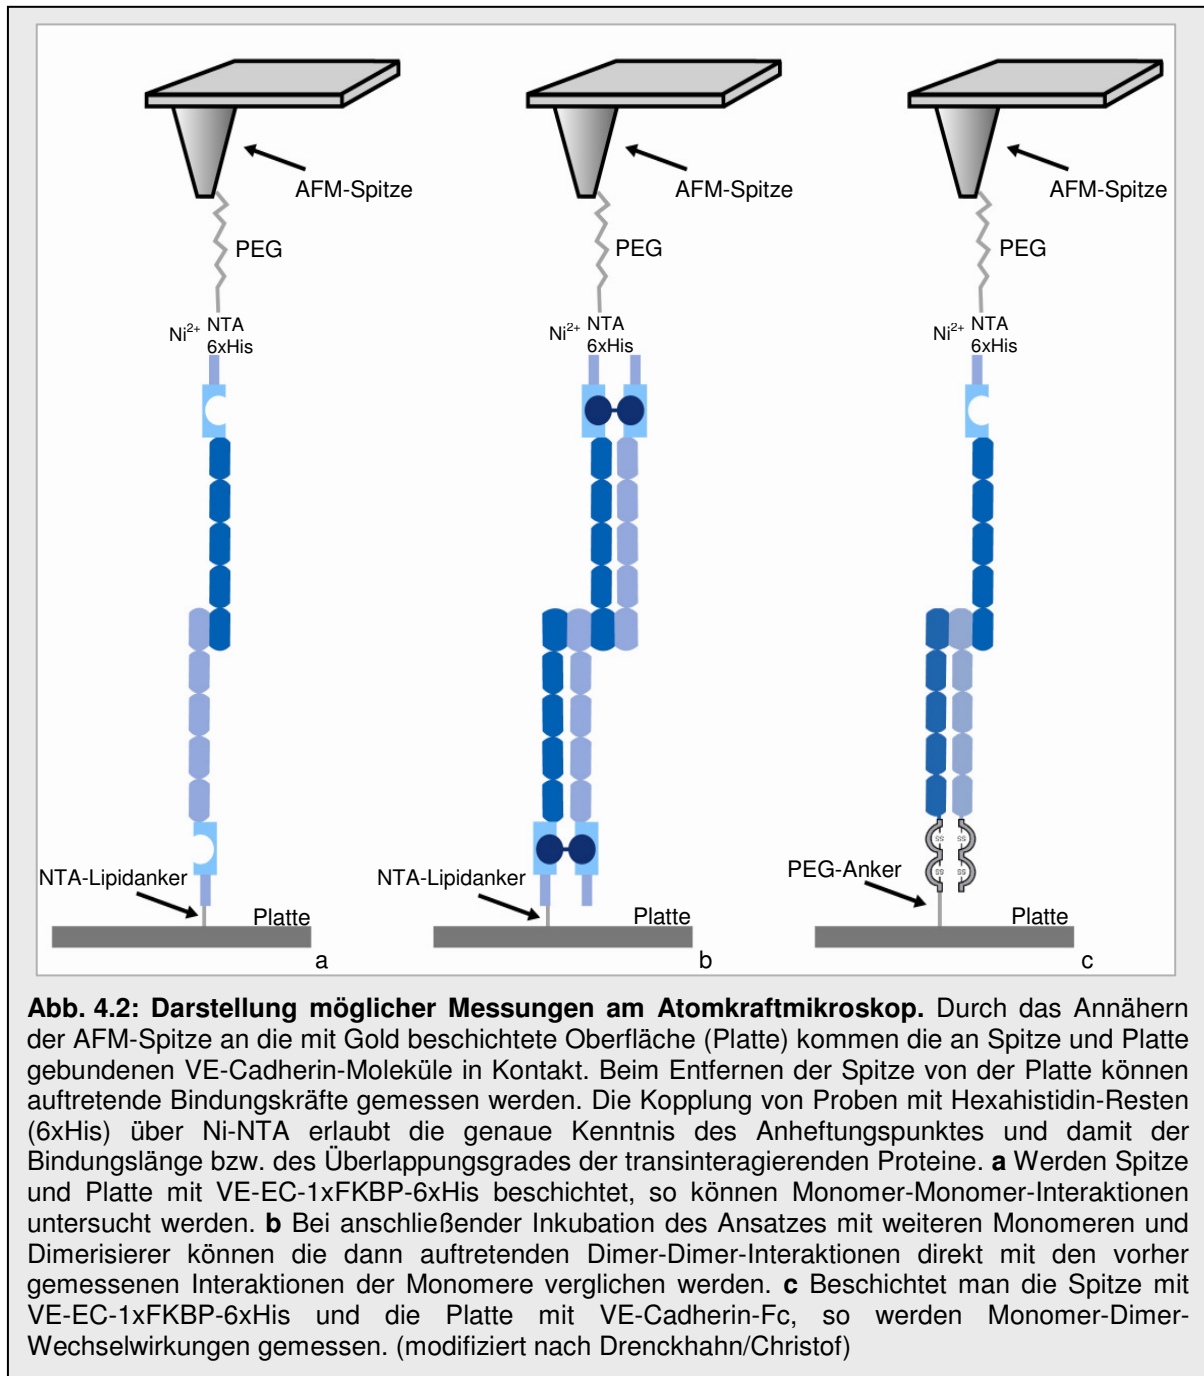 AFM-Spitze AFM-Spitze AFM-Spitze
PEG PEG PEG
Ni2+ NTA Ni2+ NTA Ni2+ NTA
6xHis 6xHis 6xHis
SS SS
SS SS
NTA-Lipidanker NTA-Lipidanker PEG-Anker
Platte Platte Platte
a b c
Abb. 4.2: Darstellung möglicher Messungen am Atomkraftmikroskop. Durch das Annähern
der AFM-Spitze an die mit Gold beschichtete Oberfläche (Platte) kommen die an Spitze und Platte
gebundenen VE-Cadherin-Moleküle in Kontakt. Beim Entfernen der Spitze von der Platte können
auftretende Bindungskräfte gemessen werden. Die Kopplung von Proben mit Hexahistidin-Resten
(6xHis) über Ni-NTA erlaubt die genaue Kenntnis des Anheftungspunktes und damit der
Bindungslänge bzw. des Überlappungsgrades der transinteragierenden Proteine. a Werden Spitze
und Platte mit VE-EC-1xFKBP-6xHis beschichtet, so können Monomer-Monomer-Interaktionen
untersucht werden. b Bei anschließender Inkubation des Ansatzes mit weiteren Monomeren und
Dimerisierer können die dann auftretenden Dimer-Dimer-Interaktionen direkt mit den vorher
gemessenen Interaktionen der Monomere verglichen werden. c Beschichtet man die Spitze mit
VE-EC-1xFKBP-6xHis und die Platte mit VE-Cadherin-Fc, so werden Monomer-Dimer-
Wechselwirkungen gemessen. (modifiziert nach Drenckhahn/Christof)